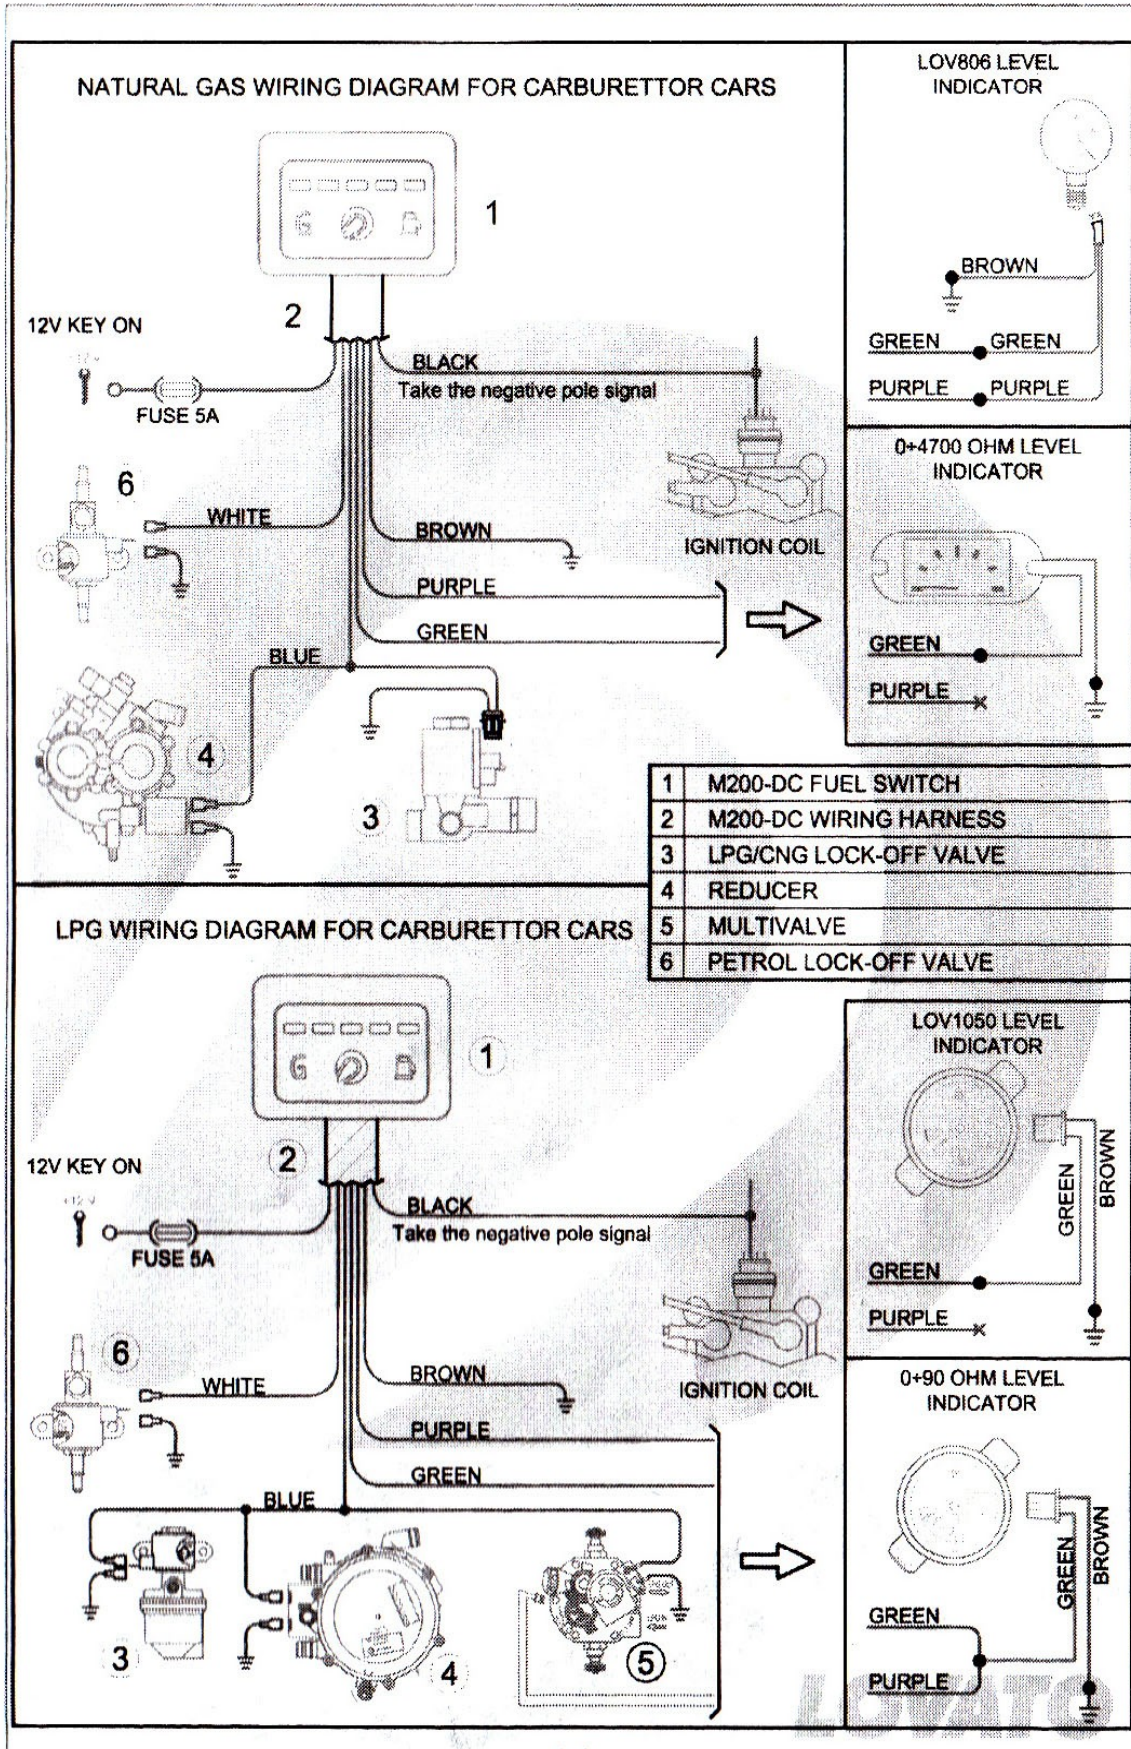 NATURAL GAS WIRING DIAGRAM FOR CARBURETTOR CARS
1
2
12V KEY ON
FUSE 5A
BLACK
Take the negative pole signal
6
WHITE
BROWN
IGNITION COIL
PURPLE
GREEN
BLUE
4
3
LOV806 LEVEL
INDICATOR
BROWN
GREEN GREEN
PURPLE PURPLE
0+4700 OHM LEVEL
INDICATOR
GREEN
PURPLE
1 M200-DC FUEL SWITCH
2 M200-DC WIRING HARNESS
3 LPG/CNG LOCK-OFF VALVE
4 REDUCER
5 MULTIVALVE
6 PETROL LOCK-OFF VALVE
LPG WIRING DIAGRAM FOR CARBURETTOR CARS
G
1
2
12V KEY ON
+12 V
FUSE 5A
BLACK
Take the negative pole signal
6
WHITE
BROWN
IGNITION COIL
PURPLE
GREEN
BLUE
3
4
5
LOV1050 LEVEL
INDICATOR
GREEN
BROWN
GREEN
PURPLE
0+90 OHM LEVEL
INDICATOR
GREEN
BROWN
GREEN
PURPLE
LOVATO